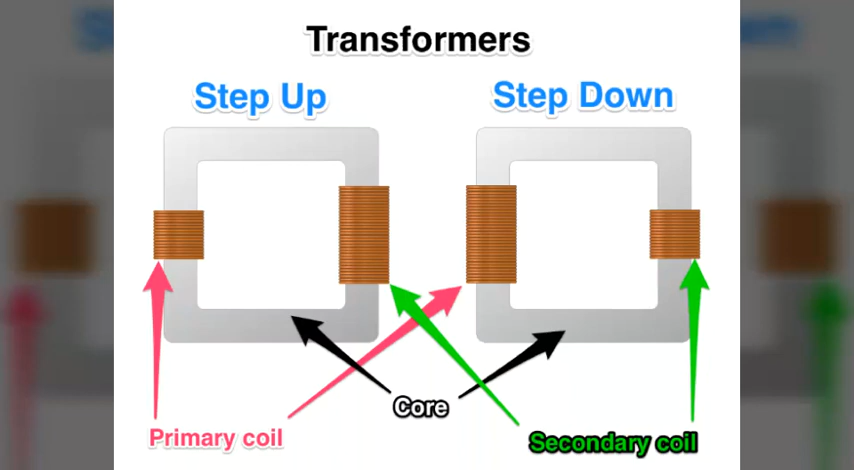 Transformers
Step Up
Step Down
Core
Primary coil
Secondary coil